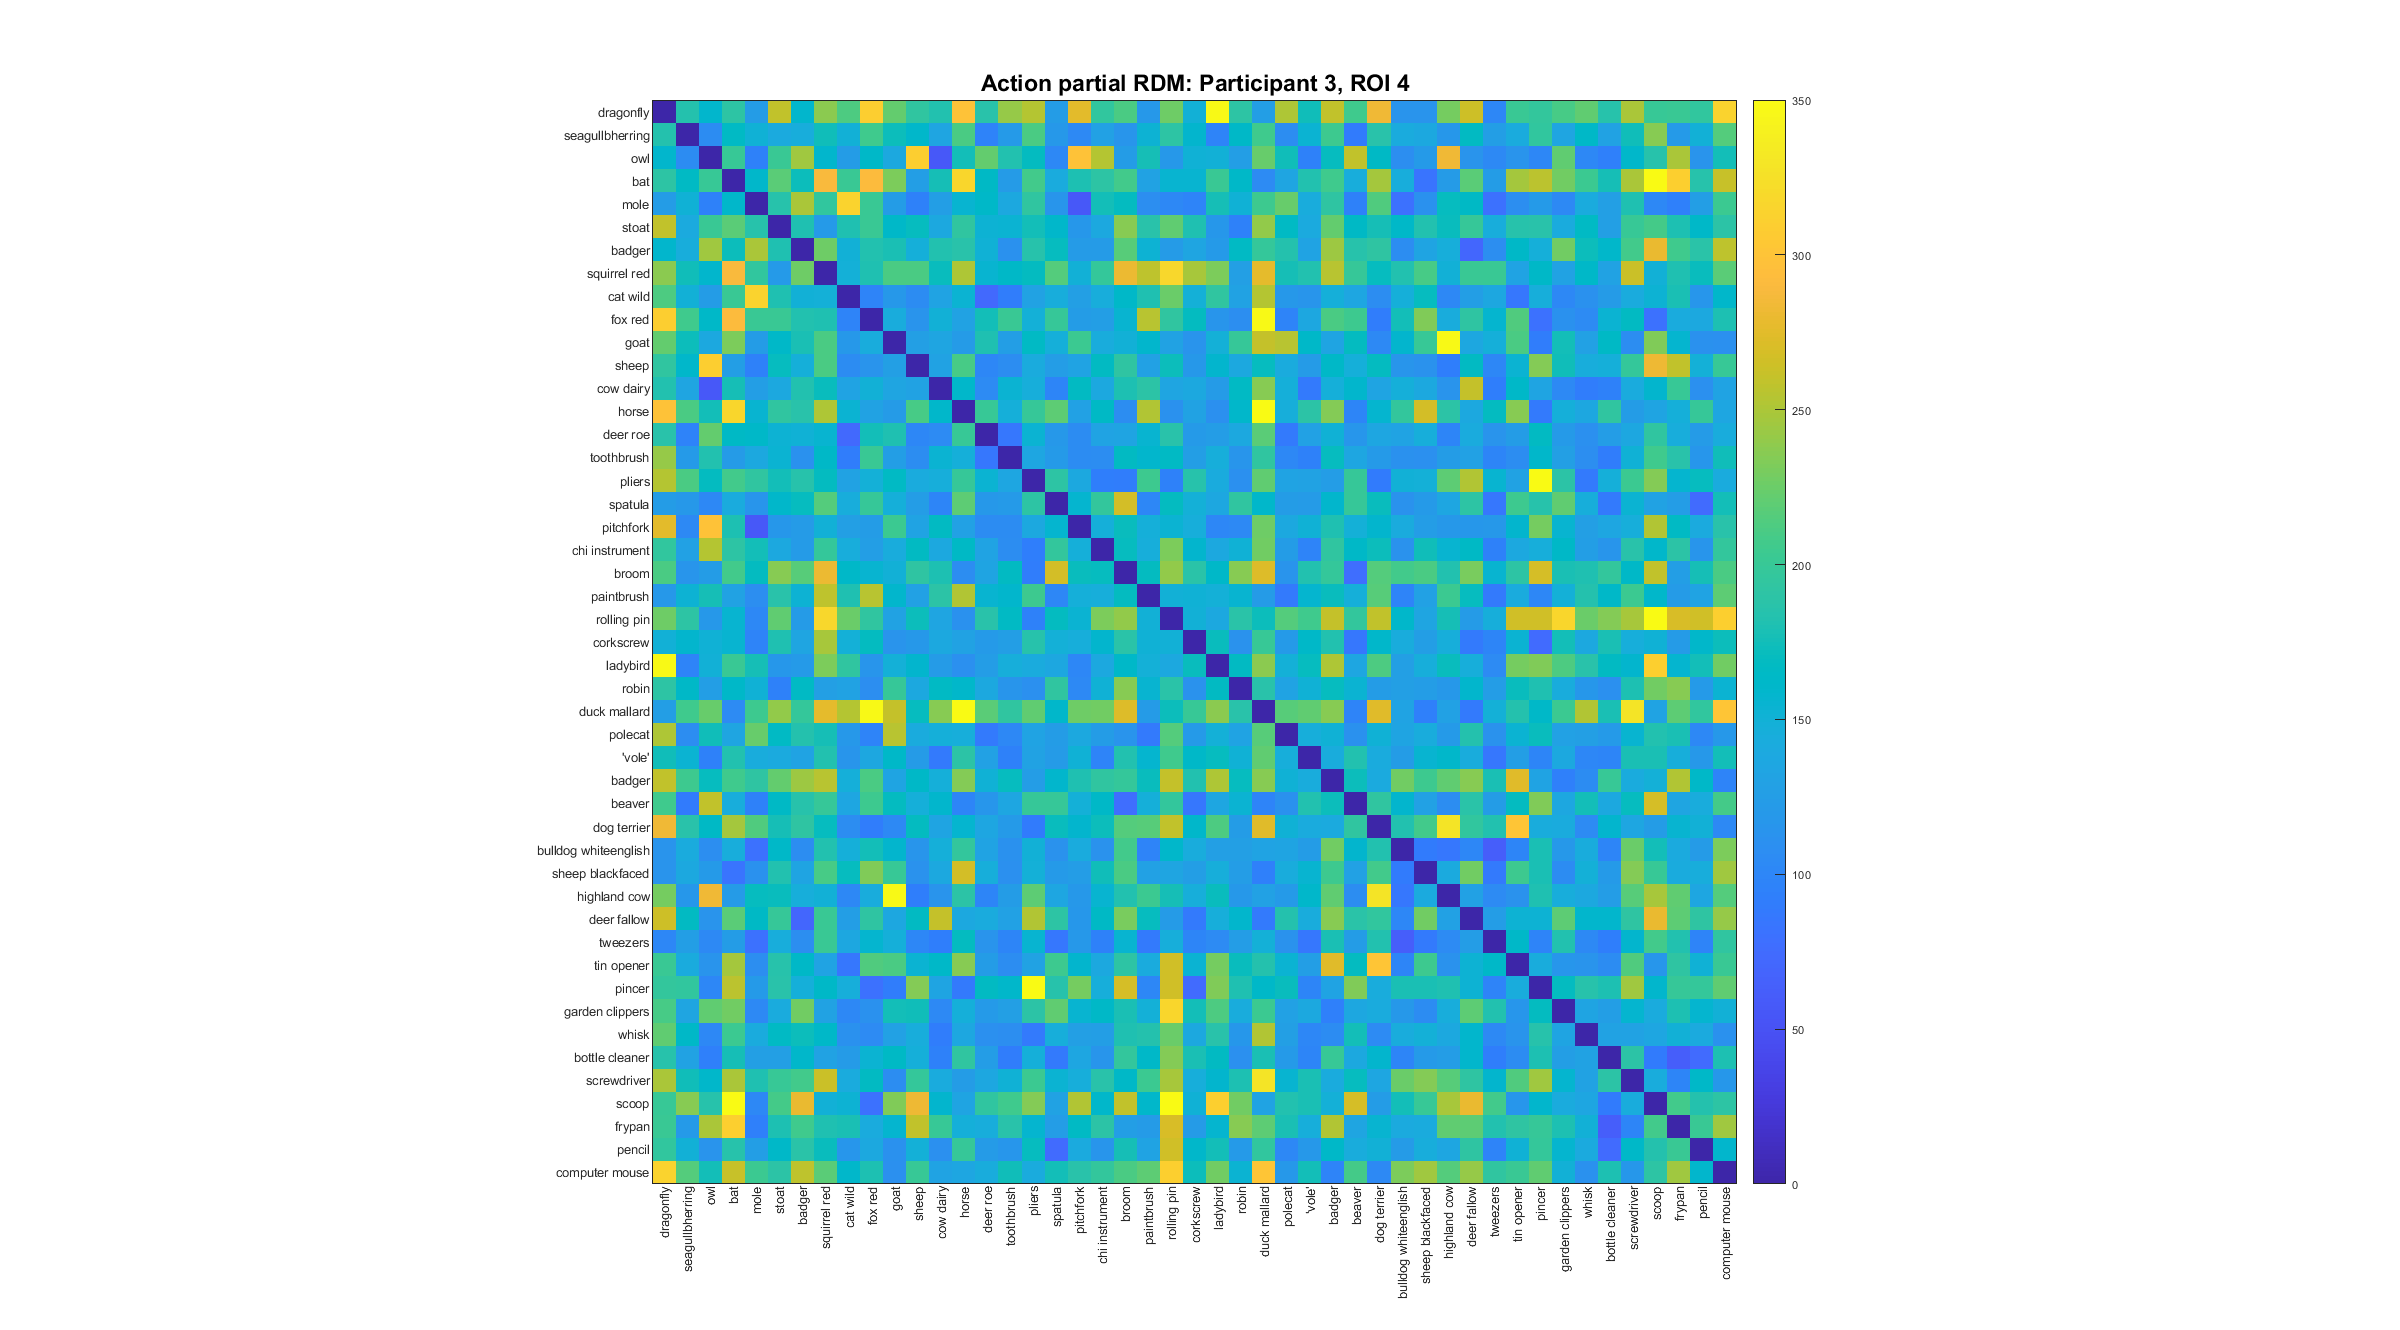 Action partial RDM: Participant 3, ROI 4
dragonfly
seagullbherring
owl
bat
mole
stoat
badger
squirrel red
cat wild
fox red
goat
sheep
cow dairy
horse
deer roe
toothbrush
pliers
spatula
pitchfork
chi instrument
broom
paintbrush
rolling pin
corkscrew
ladybird
robin
duck mallard
polecat
'vole'
badger
beaver
dog terrier
bulldog whiteenglish
sheep blackfaced
highland cow
deer fallow
tweezers
tin opener
pincer
garden clippers
whisk
bottle cleaner
screwdriver
scoop
frypan
pencil
computer mouse
dragonfly
seagullbherring
owl
bat
mole
stoat
badger
squirrel red
cat wild
fox red
goat
sheep
cow dairy
horse
deer roe
toothbrush
pliers
spatula
pitchfork
chi instrument
broom
paintbrush
rolling pin
corkscrew
ladybird
robin
duck mallard
polecat
'vole'
badger
beaver
dog terrier
bulldog whiteenglish
sheep blackfaced
highland cow
deer fallow
tweezers
tin opener
pincer
garden clippers
whisk
bottle cleaner
screwdriver
scoop
frypan
pencil
computer mouse
350
300
250
200
150
100
50
0